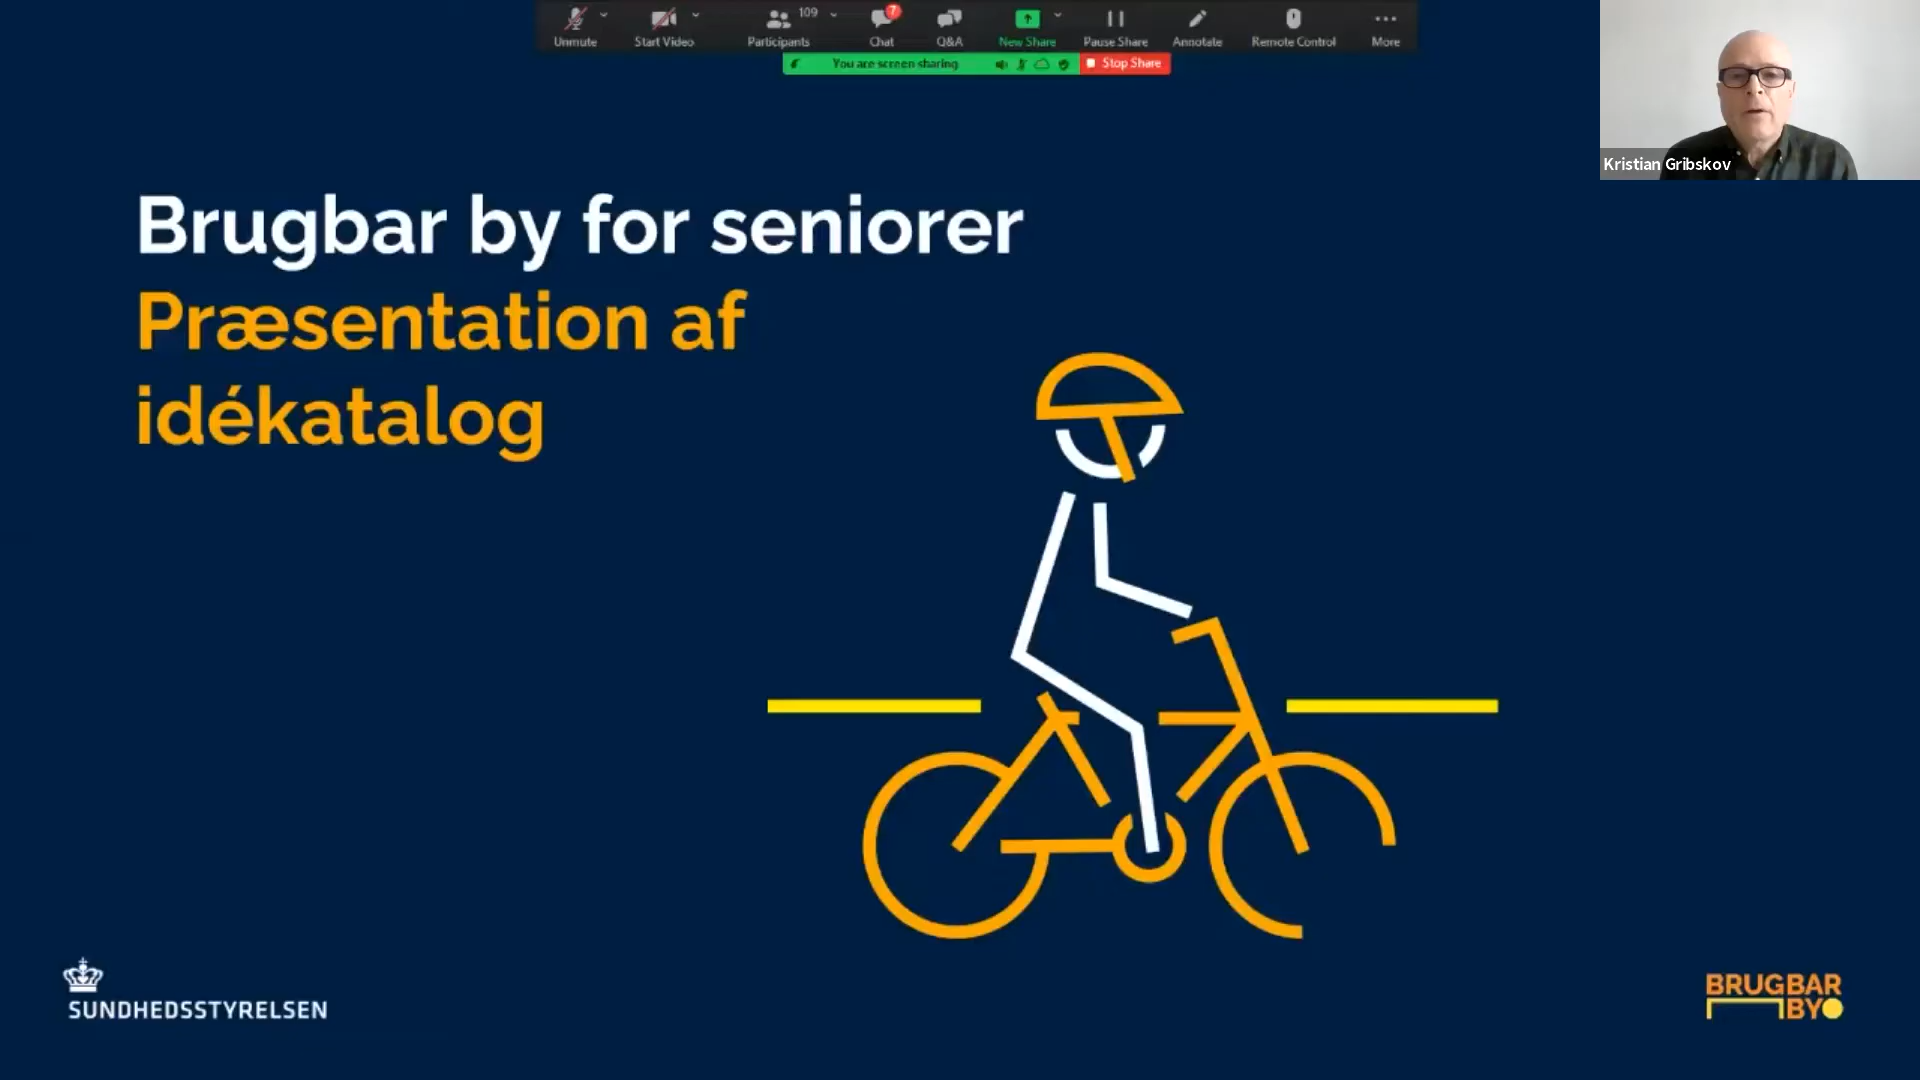 Unmute
Start Video
109
Participants
7
Chat
Q&A
New Share
Pause Share
Annotate
Remote Control
More
You are screen sharing
Stop Share
Kristian Gribskov
Brugbar by for seniorer
Præsentation af
idékatalog
SUNDHEDSSTYRELSEN
BRUGBAR
BY